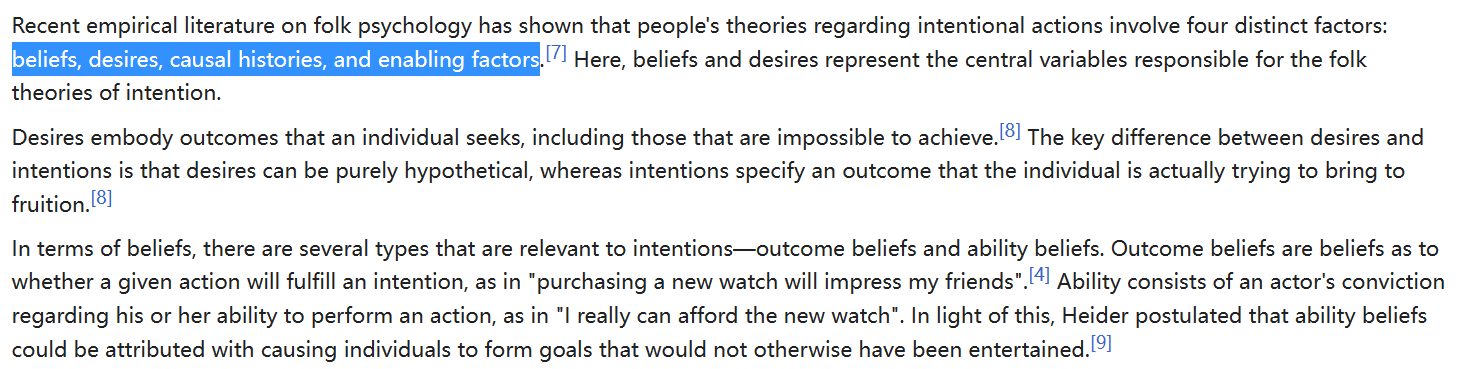 Recent empirical literature on folk psychology has shown that people's theories regarding intentional actions involve four distinct factors:
beliefs, desires, causal histories, and enabling factors.[7] Here, beliefs and desires represent the central variables responsible for the folk
theories of intention.
Desires embody outcomes that an individual seeks, including those that are impossible to achieve.[8] The key difference between desires and
intentions is that desires can be purely hypothetical, whereas intentions specify an outcome that the individual is actually trying to bring to
fruition.[8]
In terms of beliefs, there are several types that are relevant to intentions—outcome beliefs and ability beliefs. Outcome beliefs are beliefs as to
whether a given action will fulfill an intention, as in "purchasing a new watch will impress my friends".[4] Ability consists of an actor's conviction
regarding his or her ability to perform an action, as in "I really can afford the new watch". In light of this, Heider postulated that ability beliefs
could be attributed with causing individuals to form goals that would not otherwise have been entertained.[9]